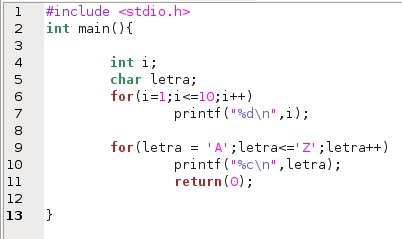 1 #include <stdio.h>
2 int main(){
3
4 int i;
5 char letra;
6 for(i=1;i<=10;i++)
7 printf("%d\n",i);
8
9 for(letra = 'A';letra<='Z';letra++)
10 printf("%c\n",letra);
11 return(0);
12
13 }